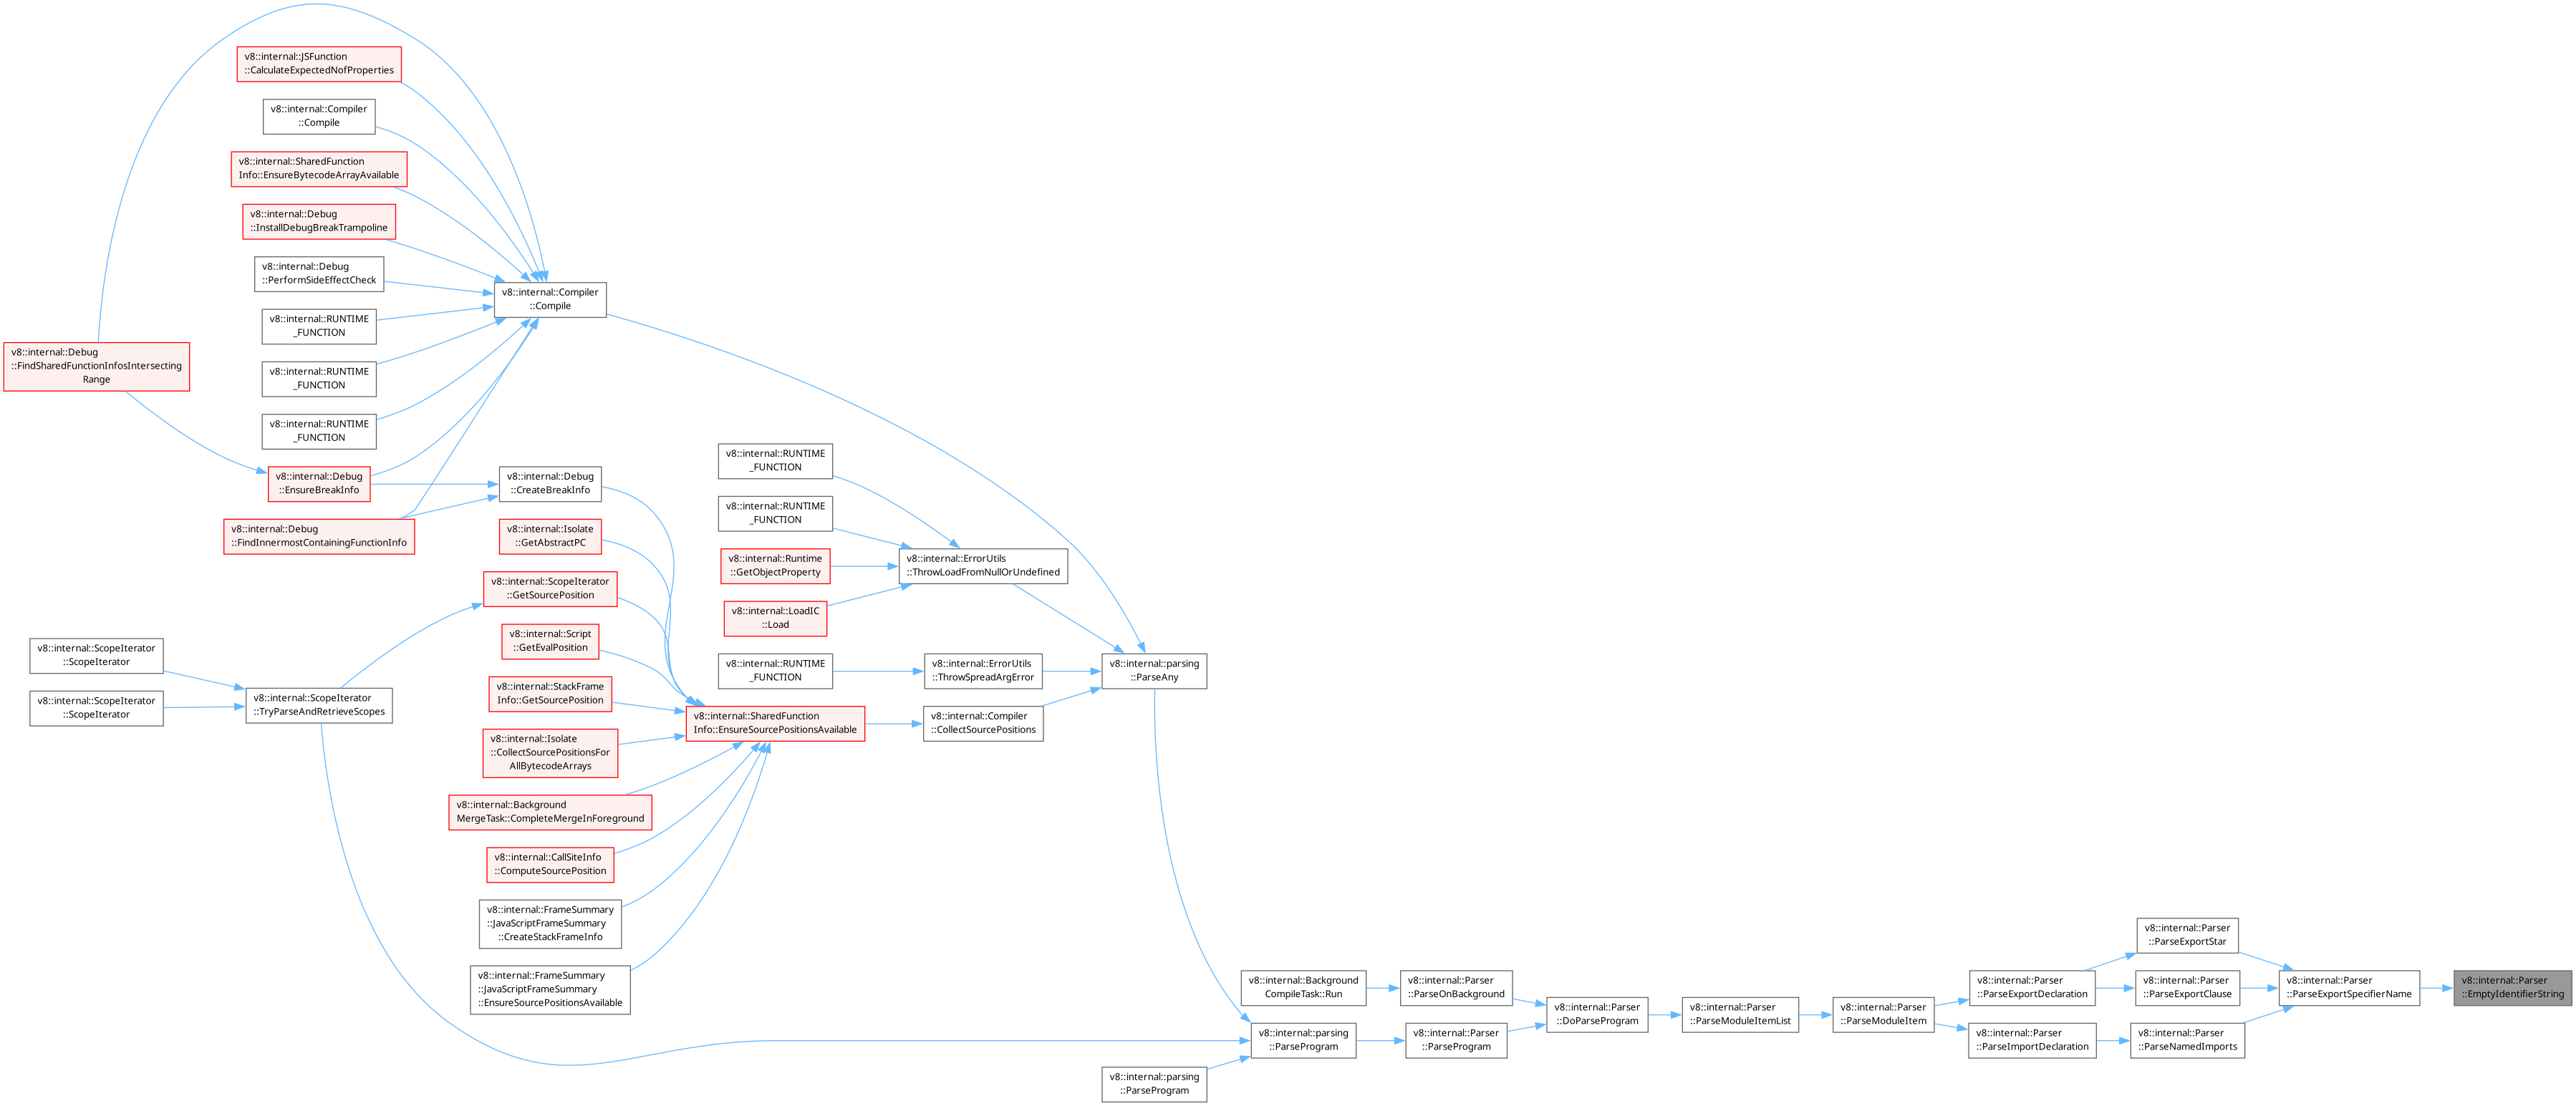 v8::internal::JSFunction
::CalculateExpectedNofProperties
v8::internal::Compiler
::Compile
v8::internal::SharedFunction
Info::EnsureBytecodeArrayAvailable
v8::internal::Debug
::InstallDebugBreakTrampoline
v8::internal::Debug
::PerformSideEffectCheck
v8::internal::RUNTIME
_FUNCTION
v8::internal::RUNTIME
_FUNCTION
v8::internal::RUNTIME
_FUNCTION
v8::internal::Debug
::FindSharedFunctionInfosIntersecting
Range
v8::internal::Debug
::EnsureBreakInfo
v8::internal::Debug
::FindInnermostContainingFunctionInfo
v8::internal::ScopeIterator
::ScopeIterator
v8::internal::ScopeIterator
::ScopeIterator
v8::internal::ScopeIterator
::TryParseAndRetrieveScopes
v8::internal::Compiler
::Compile
v8::internal::Debug
::CreateBreakInfo
v8::internal::Isolate
::GetAbstractPC
v8::internal::ScopeIterator
::GetSourcePosition
v8::internal::Script
::GetEvalPosition
v8::internal::StackFrame
Info::GetSourcePosition
v8::internal::Isolate
::CollectSourcePositionsFor
AllBytecodeArrays
v8::internal::Background
MergeTask::CompleteMergeInForeground
v8::internal::CallSiteInfo
::ComputeSourcePosition
v8::internal::FrameSummary
::JavaScriptFrameSummary
::CreateStackFrameInfo
v8::internal::FrameSummary
::JavaScriptFrameSummary
::EnsureSourcePositionsAvailable
v8::internal::RUNTIME
_FUNCTION
v8::internal::RUNTIME
_FUNCTION
v8::internal::Runtime
::GetObjectProperty
v8::internal::LoadIC
::Load
v8::internal::RUNTIME
_FUNCTION
v8::internal::SharedFunction
Info::EnsureSourcePositionsAvailable
v8::internal::ErrorUtils
::ThrowLoadFromNullOrUndefined
v8::internal::ErrorUtils
::ThrowSpreadArgError
v8::internal::Compiler
::CollectSourcePositions
v8::internal::parsing
::ParseAny
v8::internal::Background
CompileTask::Run
v8::internal::parsing
::ParseProgram
v8::internal::parsing
::ParseProgram
v8::internal::Parser
::ParseOnBackground
v8::internal::Parser
::ParseProgram
v8::internal::Parser
::DoParseProgram
v8::internal::Parser
::ParseModuleItemList
v8::internal::Parser
::ParseModuleItem
v8::internal::Parser
::ParseExportDeclaration
v8::internal::Parser
::ParseImportDeclaration
v8::internal::Parser
::ParseExportStar
v8::internal::Parser
::ParseExportClause
v8::internal::Parser
::ParseNamedImports
v8::internal::Parser
::ParseExportSpecifierName
v8::internal::Parser
::EmptyIdentifierString